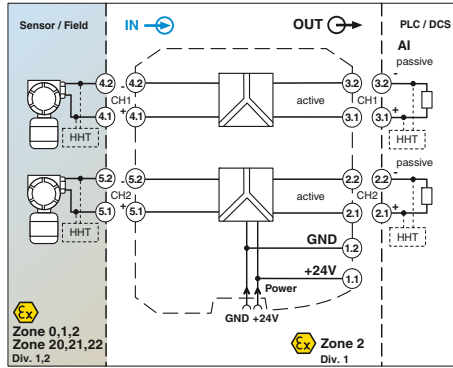 Sensor / Field
IN
OUT
PLC / DCS
AI
passive
4.2 - 4.2 3.2 3.2 -
CH1 active CH1
4.1 + 4.1 3.1 3.1 +
HHT HHT
passive
5.2 - 5.2 2.2 2.2 -
CH2 active CH2
5.1 + 5.1 2.1 2.1 +
HHT HHT
GND 1.2
+24V 1.1
Power
GND +24V
Ex
Zone 0,1,2
Zone 20,21,22
Div. 1,2
Ex Zone 2
Div. 1